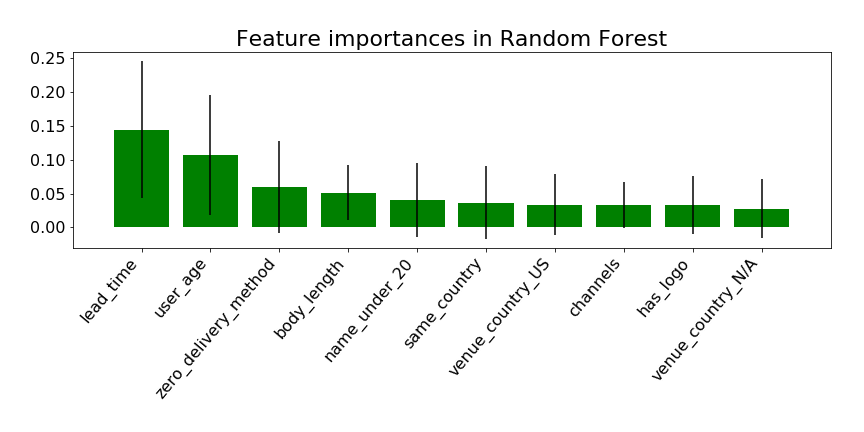 Feature importances in Random Forest
0.25
0.20
0.15
0.10
0.05
0.00
lead_time
user_age
zero_delivery_method
body_length
name_under_20
same_country
venue_country_US
channels
has_logo
venue_country_N/A